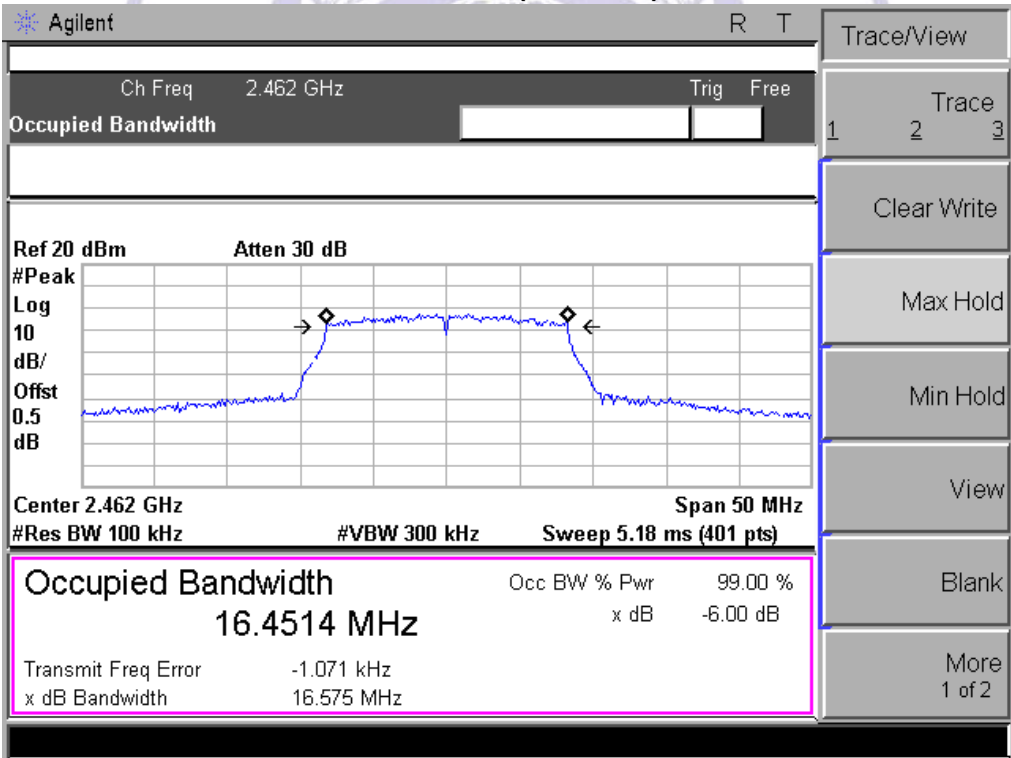 Agilent R T
Ch Freq 2.462 GHz Trig Free
Occupied Bandwidth
Ref 20 dBm Atten 30 dB
#Peak
Log
10
dB/
Offst
0.5
dB
Center 2.462 GHz Span 50 MHz
#Res BW 100 kHz #VBW 300 kHz Sweep 5.18 ms (401 pts)
Occupied Bandwidth Occ BW % Pwr 99.00 %
16.4514 MHz x dB -6.00 dB
Transmit Freq Error -1.071 kHz
x dB Bandwidth 16.575 MHz
Trace/View
Trace
1 2 3
Clear Write
Max Hold
Min Hold
View
Blank
More
1 of 2